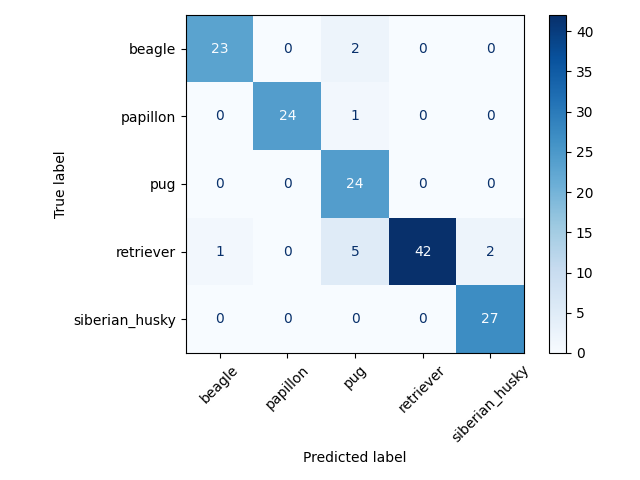 beagle 23 0 2 0 0
papillon 0 24 1 0 0
pug 0 0 24 0 0
retriever 1 0 5 42 2
siberian_husky 0 0 0 0 27
True label
beagle papillon pug retriever siberian_husky
Predicted label
40
35
30
25
20
15
10
5
0